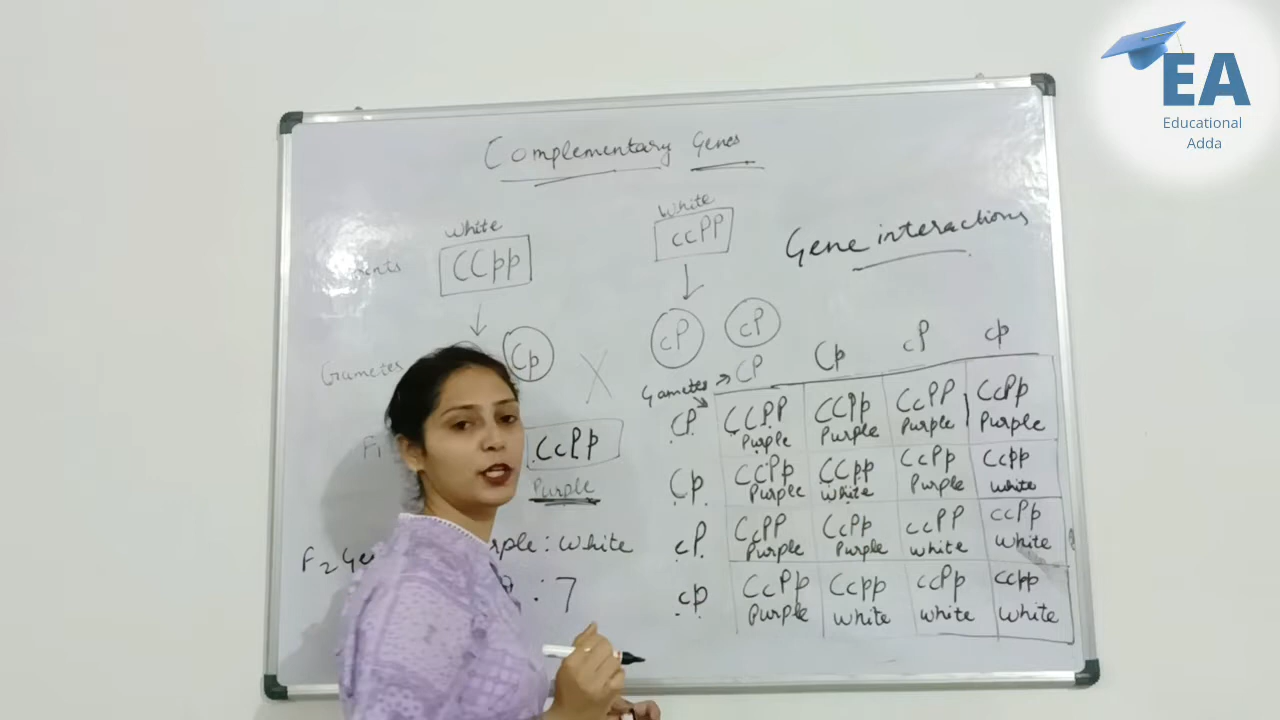 EA
Educational
Adda
Complementary Genes
White
White
CCpp
ccPP
Gene interactions
Gametes
Cp
cP
cP
F1
CcPp
Purple
F2
: White
: 7
Gametes
CP Cp cP cp
CP CCPP CCPp CcPP CcPp
Purple Purple Purple Purple
Cp CCPp CCpp CcPp Ccpp
Purple White Purple White
cP CcPP CcPp ccPP ccPp
Purple Purple White White
cp CcPp Ccpp ccPp ccpp
Purple White White White